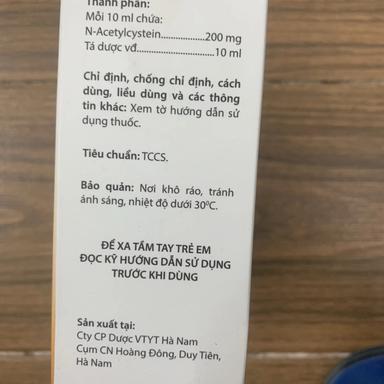 Thành phần:
Mỗi 10 ml chứa:
N-Acetylcystein...................200 mg
Tá dược vđ.................................10 ml
Chỉ định, chống chỉ định, cách
dùng, liều dùng và các thông
tin khác: Xem tờ hướng dẫn sử
dụng thuốc.
Tiêu chuẩn: TCCS.
Bảo quản: Nơi khô ráo, tránh
ánh sáng, nhiệt độ dưới 30⁰C.
ĐỂ XA TẦM TAY TRẺ EM
ĐỌC KỸ HƯỚNG DẪN SỬ DỤNG
TRƯỚC KHI DÙNG
Sản xuất tại:
Cty CP Dược VTYT Hà Nam
Cụm CN Hoàng Đông, Duy Tiên,
Hà Nam